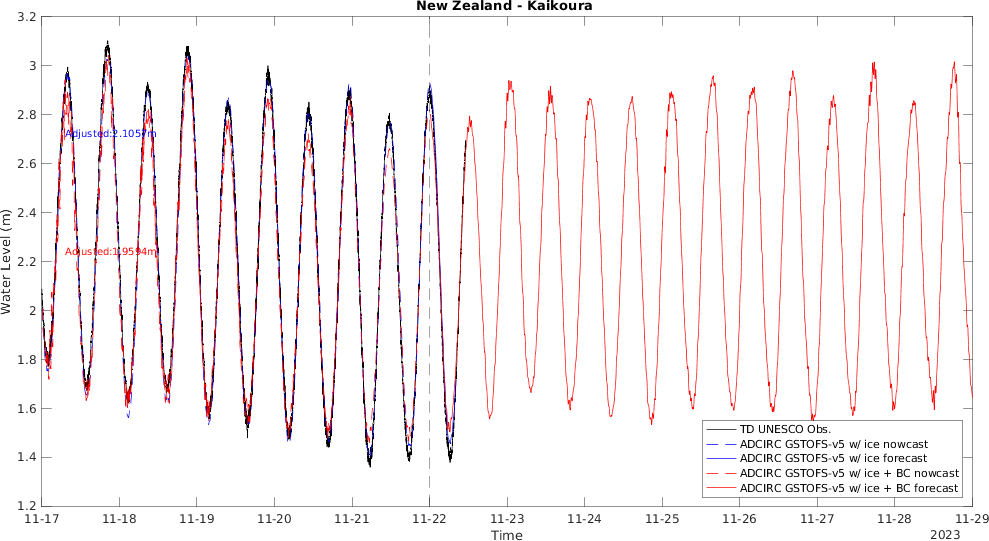 New Zealand - Kaikoura
3.2
3
2.8
2.6
2.4
2.2
2
1.8
1.6
1.4
1.2
Water Level (m)
Adjusted:2.1057m
Adjusted:1.9594m
TD UNESCO Obs.
ADCIRC GSTOFS-v5 w/ ice nowcast
ADCIRC GSTOFS-v5 w/ ice forecast
ADCIRC GSTOFS-v5 w/ ice + BC nowcast
ADCIRC GSTOFS-v5 w/ ice + BC forecast
11-17 11-18 11-19 11-20 11-21 11-22 11-23 11-24 11-25 11-26 11-27 11-28 11-29
Time
2023